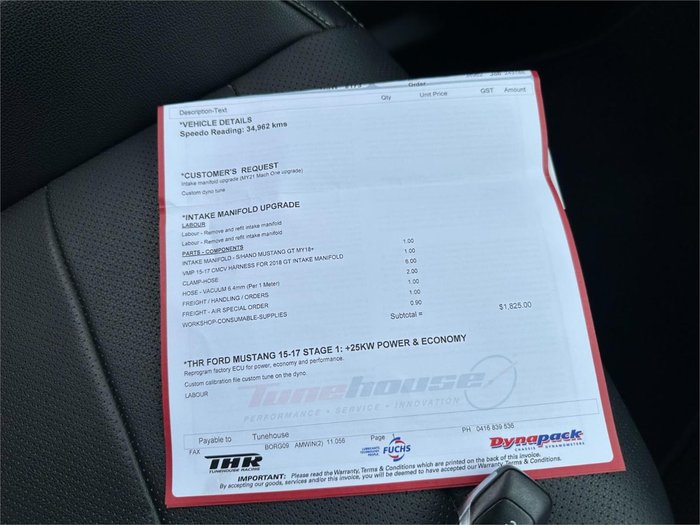 Order
Description-Text Qty Unit Price GST Amount
*VEHICLE DETAILS
Speedo Reading: 34,962 kms
*CUSTOMER'S REQUEST
Intake manifold upgrade (MY21 Mach One upgrade)
Custom dyno tune
*INTAKE MANIFOLD UPGRADE
LABOUR
Labour - Remove and refit intake manifold
Labour - Remove and refit intake manifold
PARTS - COMPONENTS
INTAKE MANIFOLD - S/HAND MUSTANG GT MY18+ 1.00
VMP 15-17 CMCV HARNESS FOR 2018 GT INTAKE MANIFOLD 1.00
CLAMP-HOSE 6.00
HOSE - VACUUM 6.4mm (Per 1 Meter) 2.00
FREIGHT / HANDLING / ORDERS 1.00
FREIGHT - AIR SPECIAL ORDER 1.00
WORKSHOP-CONSUMABLE-SUPPLIES 0.90
Subtotal = $1,825.00
*THR FORD MUSTANG 15-17 STAGE 1: +25KW POWER & ECONOMY
Reprogram factory ECU for power, economy and performance.
Custom calibration file custom tune on the dyno.
LABOUR
Tunehouse
PERFORMANCE • SERVICE • INNOVATION
Payable to Tunehouse PH 0416 839 535
FAX BORG09 AMWIN(2) 11.056 Page 1
THR
TUNEHOUSE RACING
LUBRICANTS.
TECHNOLOGY.
PEOPLE.
FUCHS
Dynapack
CHASSIS DYNAMOMETERS
IMPORTANT: Please read the Warranty, Terms & Conditions which are printed on the back of this invoice.
By accepting our goods, services and/or this invoice, you will be deemed to have accepted our Warranty, Terms & Conditions.